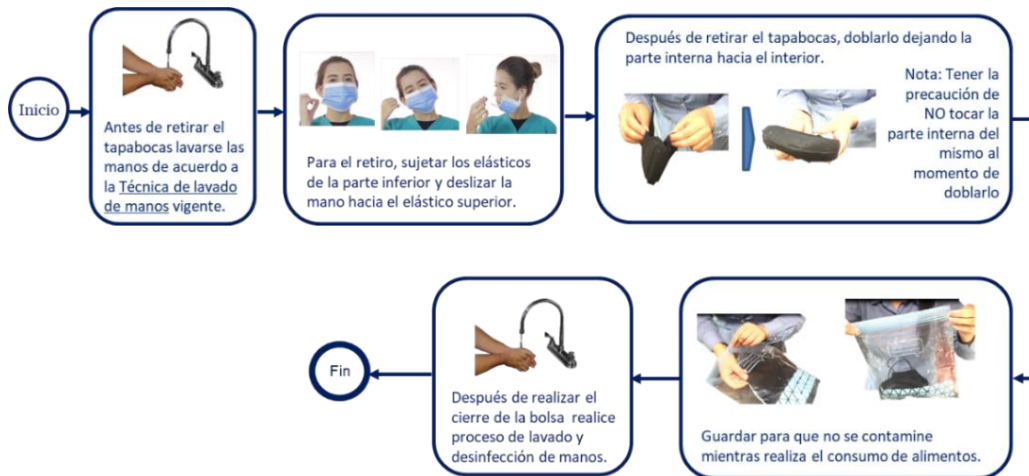 Inicio
Antes de retirar el
tapabocas lavarse las
manos de acuerdo a
la Técnica de lavado
de manos vigente.
Para el retiro, sujetar los elásticos
de la parte inferior y deslizar la
mano hacia el elástico superior.
Después de retirar el tapabocas, doblarlo dejando la
parte interna hacia el interior.
Nota: Tener la
precaución de
NO tocar la
parte interna del
mismo al
momento de
doblarlo
Guardar para que no se contamine
mientras realiza el consumo de alimentos.
Después de realizar el
cierre de la bolsa realice
proceso de lavado y
desinfección de manos.
Fin